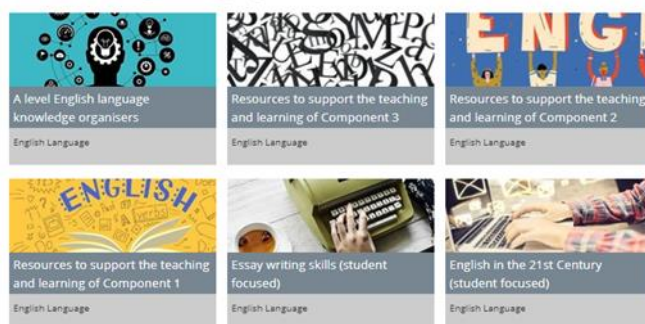 ENGL
A level English language
knowledge organisers
English Language
Resources to support the teaching
and learning of Component 3
English Language
Resources to support the teaching
and learning of Component 2
English Language
ENGLISH
Resources to support the teaching
and learning of Component 1
English Language
Essay writing skills (student
focused)
English Language
English in the 21st Century
(student focused)
English Language